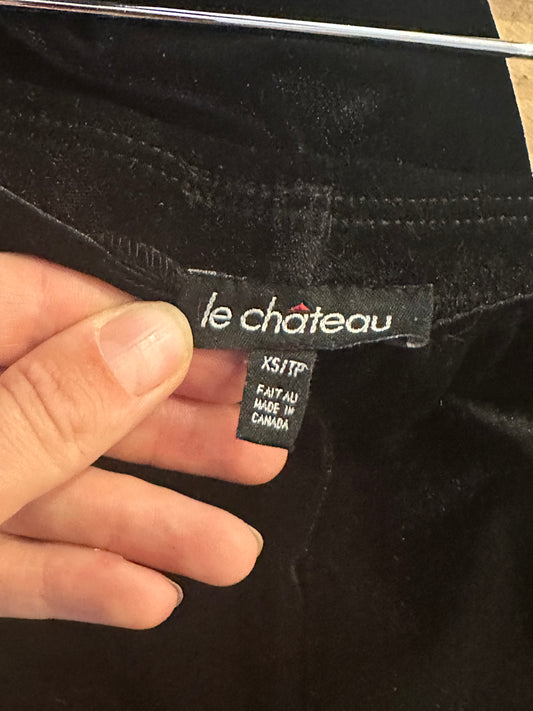 le château
XS/TP
FAIT AU
MADE IN
CANADA